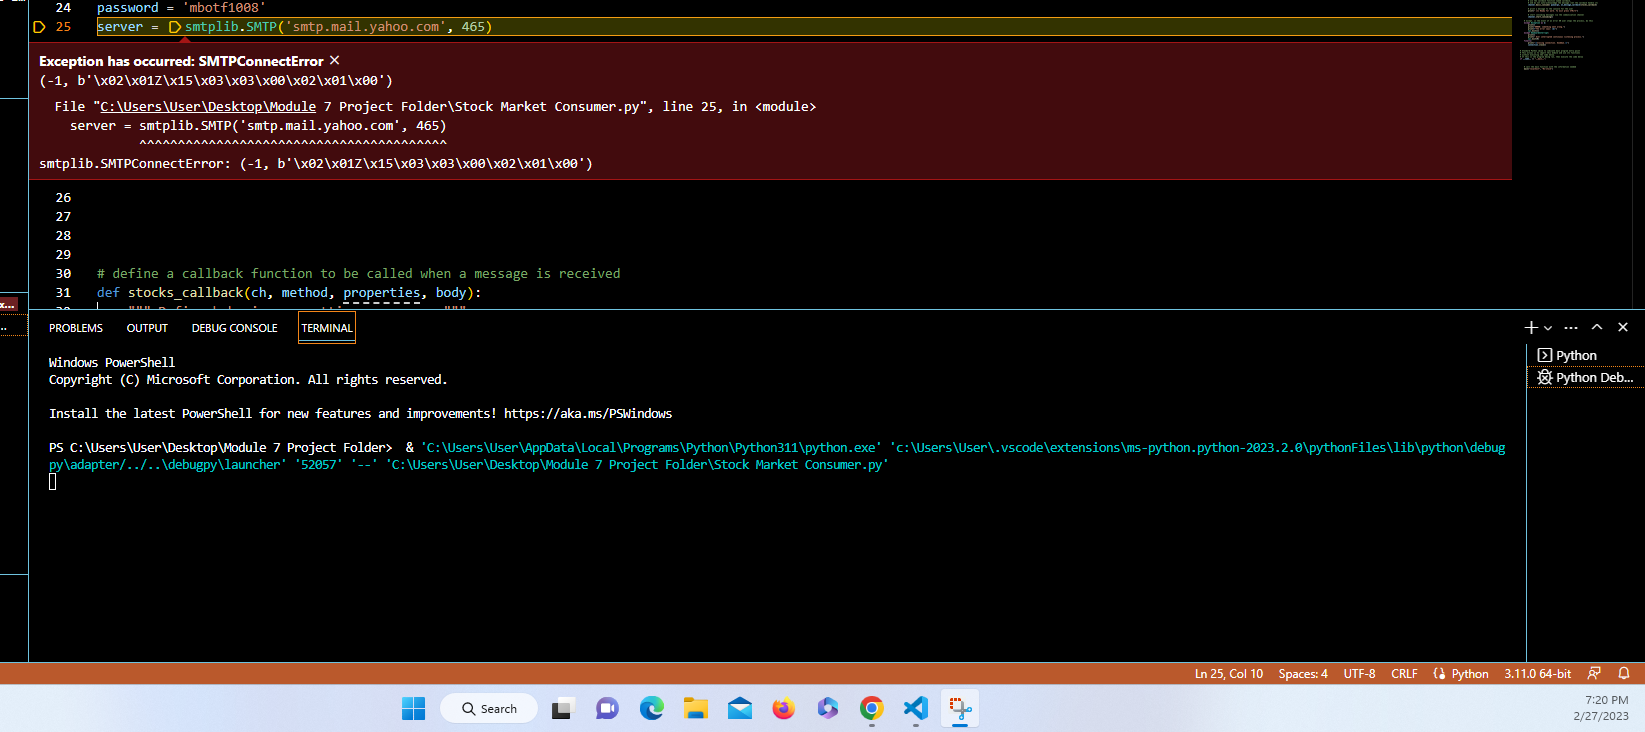 24 password = 'mbotf1008'
25 server = smtplib.SMTP('smtp.mail.yahoo.com', 465)
Exception has occurred: SMTPConnectError ×
(-1, b'\x02\x01Z\x15\x03\x03\x00\x02\x01\x00')
File "C:\Users\User\Desktop\Module 7 Project Folder\Stock Market Consumer.py", line 25, in <module>
server = smtplib.SMTP('smtp.mail.yahoo.com', 465)
^^^^^^^^^^^^^^^^^^^^^^^^^^^^^^^^^^^^^^^^
smtplib.SMTPConnectError: (-1, b'\x02\x01Z\x15\x03\x03\x00\x02\x01\x00')
26
27
28
29
30 # define a callback function to be called when a message is received
31 def stocks_callback(ch, method, properties, body):
x...
..
PROBLEMS OUTPUT DEBUG CONSOLE TERMINAL
Windows PowerShell
Copyright (C) Microsoft Corporation. All rights reserved.
Install the latest PowerShell for new features and improvements! https://aka.ms/PSWindows
PS C:\Users\User\Desktop\Module 7 Project Folder> & 'C:\Users\User\AppData\Local\Programs\Python\Python311\python.exe' 'c:\Users\User\.vscode\extensions\ms-python.python-2023.2.0\pythonFiles\lib\python\debug
py\adapter/../..\debugpy\launcher' '52057' '--' 'C:\Users\User\Desktop\Module 7 Project Folder\Stock Market Consumer.py'
Python
Python Deb...
Ln 25, Col 10 Spaces: 4 UTF-8 CRLF Python 3.11.0 64-bit
Search
7:20 PM
2/27/2023